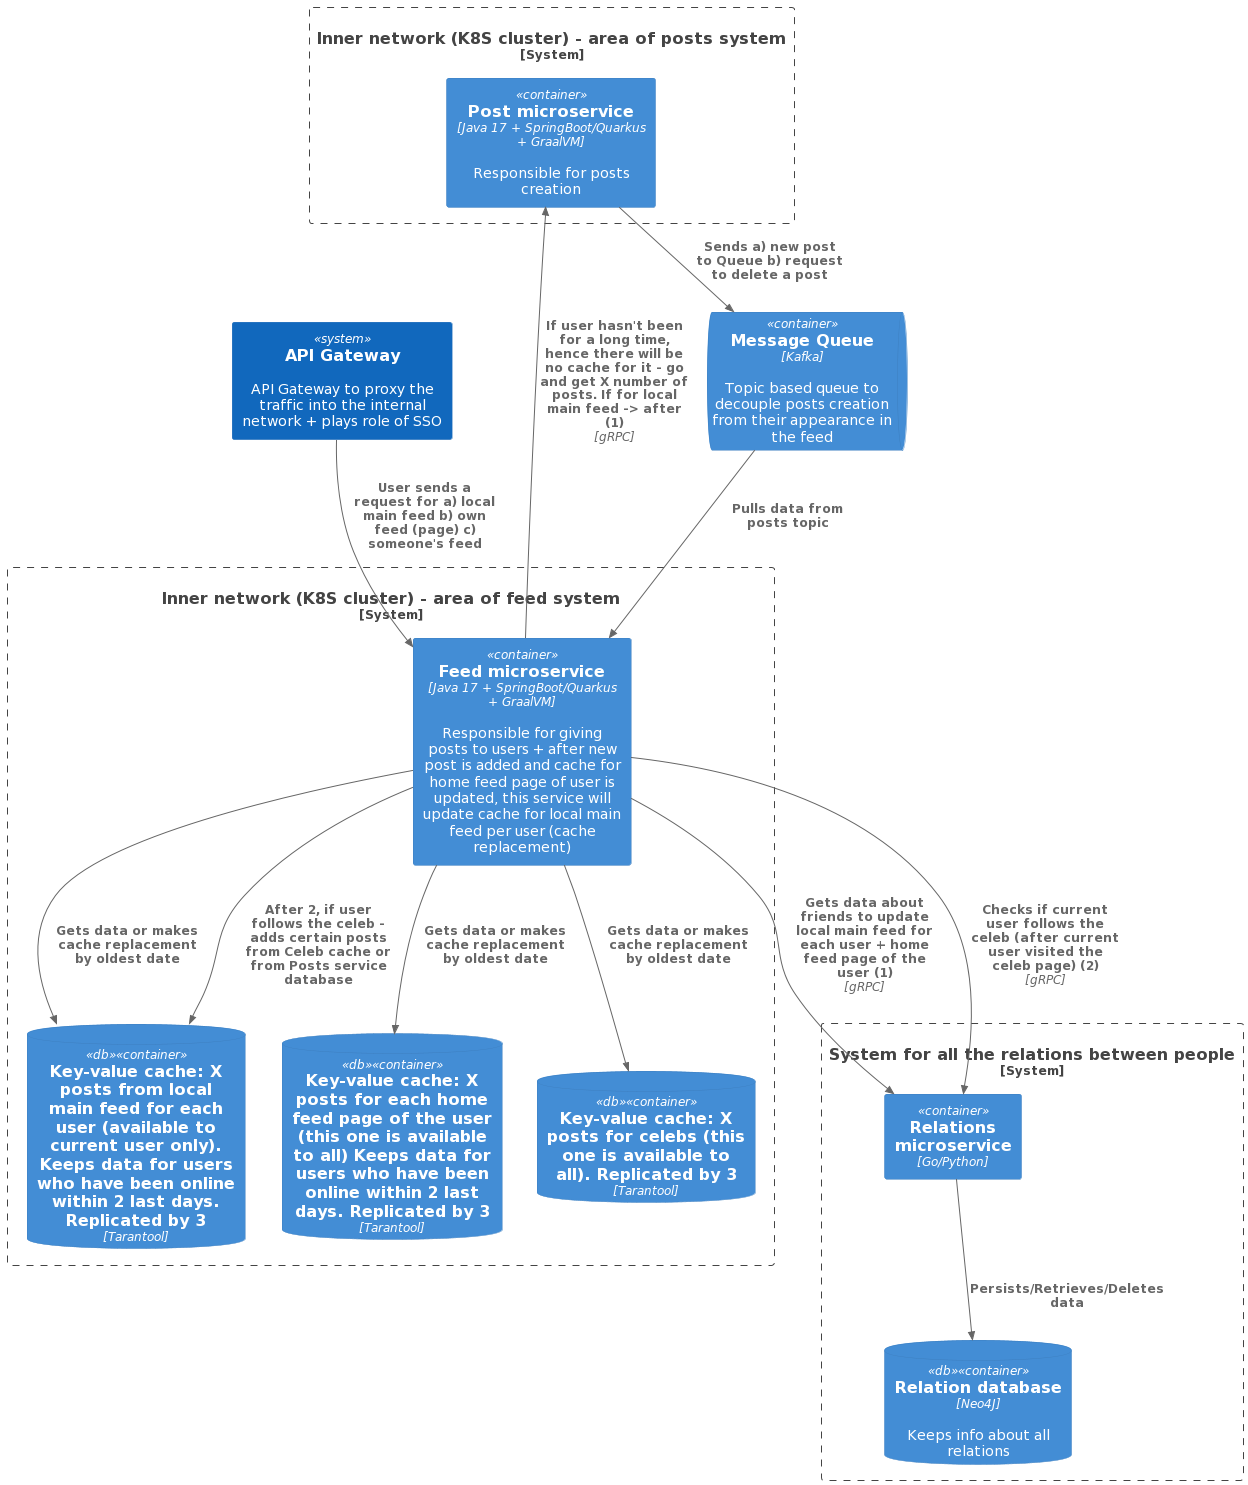 Inner network (K8S cluster) - area of posts system
[System]
«container»
Post microservice
[Java 17 + SpringBoot/Quarkus
+ GraalVM]
Responsible for posts
creation
Sends a) new post
to Queue b) request
to delete a post
«system»
API Gateway
API Gateway to proxy the
traffic into the internal
network + plays role of SSO
If user hasn't been
for a long time,
hence there will be
no cache for it - go
and get X number of
posts. If for local
main feed -> after
(1)
[gRPC]
«container»
Message Queue
[Kafka]
Topic based queue to
decouple posts creation
from their appearance in
the feed
User sends a
request for a) local
main feed b) own
feed (page) c)
someone's feed
Pulls data from
posts topic
Inner network (K8S cluster) - area of feed system
[System]
«container»
Feed microservice
[Java 17 + SpringBoot/Quarkus
+ GraalVM]
Responsible for giving
posts to users + after new
post is added and cache for
home feed page of user is
updated, this service will
update cache for local main
feed per user (cache
replacement)
Gets data or makes
cache replacement
by oldest date
After 2, if user
follows the celeb -
adds certain posts
from Celeb cache or
from Posts service
database
Gets data or makes
cache replacement
by oldest date
Gets data or makes
cache replacement
by oldest date
Gets data about
friends to update
local main feed for
each user + home
feed page of the
user (1)
[gRPC]
Checks if current
user follows the
celeb (after current
user visited the
celeb page) (2)
[gRPC]
«db»«container»
Key-value cache: X
posts from local
main feed for each
user (available to
current user only).
Keeps data for users
who have been online
within 2 last days.
Replicated by 3
[Tarantool]
«db»«container»
Key-value cache: X
posts for each home
feed page of the user
(this one is available
to all) Keeps data for
users who have been
online within 2 last
days. Replicated by 3
[Tarantool]
«db»«container»
Key-value cache: X
posts for celebs (this
one is available to
all). Replicated by 3
[Tarantool]
System for all the relations between people
[System]
«container»
Relations
microservice
[Go/Python]
Persists/Retrieves/Deletes
data
«db»«container»
Relation database
[Neo4J]
Keeps info about all
relations